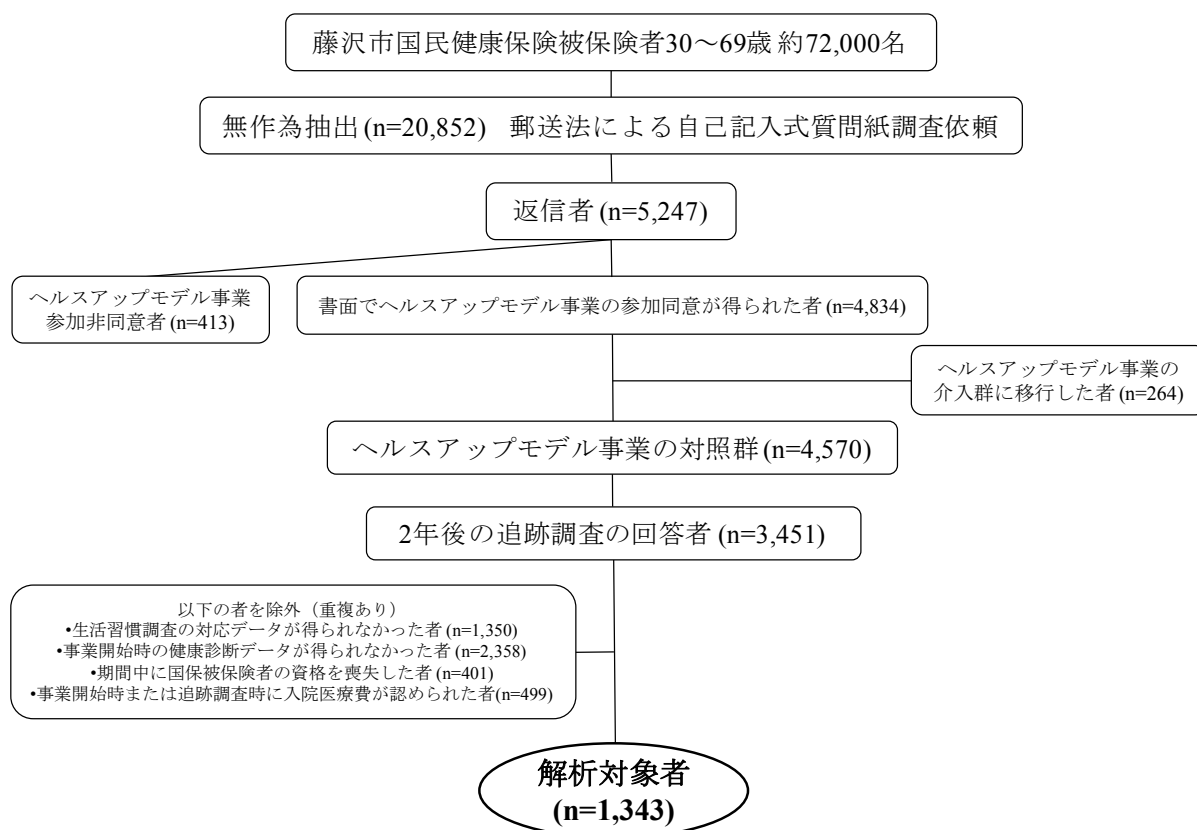 藤沢市国民健康保険被保険者30～69歳 約72,000名
無作為抽出 (n=20,852) 郵送法による自己記入式質問紙調査依頼
返信者 (n=5,247)
ヘルスアップモデル事業
参加非同意者 (n=413)
書面でヘルスアップモデル事業の参加同意が得られた者 (n=4,834)
ヘルスアップモデル事業の
介入群に移行した者 (n=264)
ヘルスアップモデル事業の対照群 (n=4,570)
2年後の追跡調査の回答者 (n=3,451)
以下の者を除外（重複あり）
•生活習慣調査の対応データが得られなかった者 (n=1,350)
•事業開始時の健康診断データが得られなかった者 (n=2,358)
•期間中に国保被保険者の資格を喪失した者 (n=401)
•事業開始時または追跡調査時に入院医療費が認められた者(n=499)
解析対象者
(n=1,343)